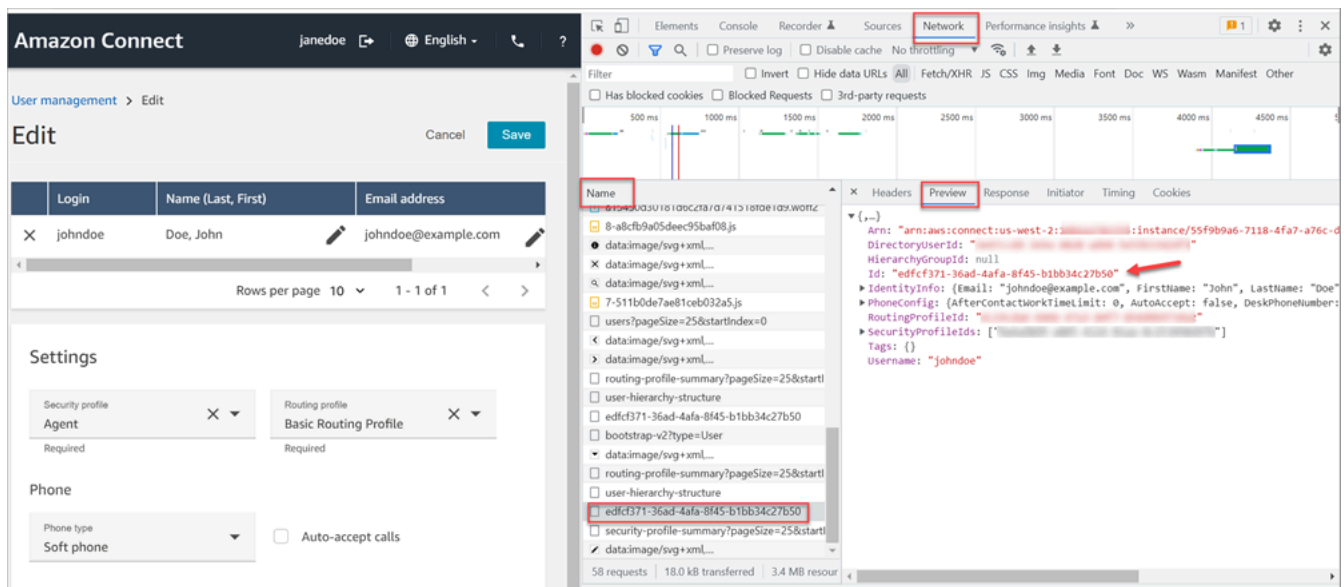 Amazon Connect
janedoe
English
?
User management > Edit
Edit
Cancel
Save
Login
Name (Last, First)
Email address
johndoe
Doe, John
johndoe@example.com
Rows per page 10
1 - 1 of 1
Settings
Security profile
Agent
Required
Routing profile
Basic Routing Profile
Required
Phone
Phone type
Soft phone
Auto-accept calls
Elements Console Recorder Sources Network Performance insights » 1
Preserve log Disable cache No throttling
Filter Invert Hide data URLs All Fetch/XHR JS CSS Img Media Font Doc WS Wasm Manifest Other
Has blocked cookies Blocked Requests 3rd-party requests
500 ms 1000 ms 1500 ms 2000 ms 2500 ms 3000 ms 3500 ms 4000 ms 4500 ms
Name
8-a8cfb9a05deec95baf08.js
data:image/svg+xml,...
data:image/svg+xml,...
data:image/svg+xml,...
7-511b0de7ae81ceb032a5.js
users?pageSize=25&startIndex=0
data:image/svg+xml,...
data:image/svg+xml,...
routing-profile-summary?pageSize=25&startI
user-hierarchy-structure
edfcf371-36ad-4afa-8f45-b1bb34c27b50
bootstrap-v2?type=User
data:image/svg+xml,...
routing-profile-summary?pageSize=25&startI
user-hierarchy-structure
edfcf371-36ad-4afa-8f45-b1bb34c27b50
security-profile-summary?pageSize=25&startI
data:image/svg+xml,...
58 requests 18.0 kB transferred 3.4 MB resour
Headers Preview Response Initiator Timing Cookies
{,...}
Arn: "arn:aws:connect:us-west-2: :instance/55f9b9a6-7118-4fa7-a76c-d
DirectoryUserId: "
HierarchyGroupId: null
Id: "edfcf371-36ad-4afa-8f45-b1bb34c27b50"
IdentityInfo: {Email: "johndoe@example.com", FirstName: "John", LastName: "Doe"
PhoneConfig: {AfterContactWorkTimeLimit: 0, AutoAccept: false, DeskPhoneNumber:
RoutingProfileId: "
SecurityProfileIds: [" "]
Tags: {}
Username: "johndoe"